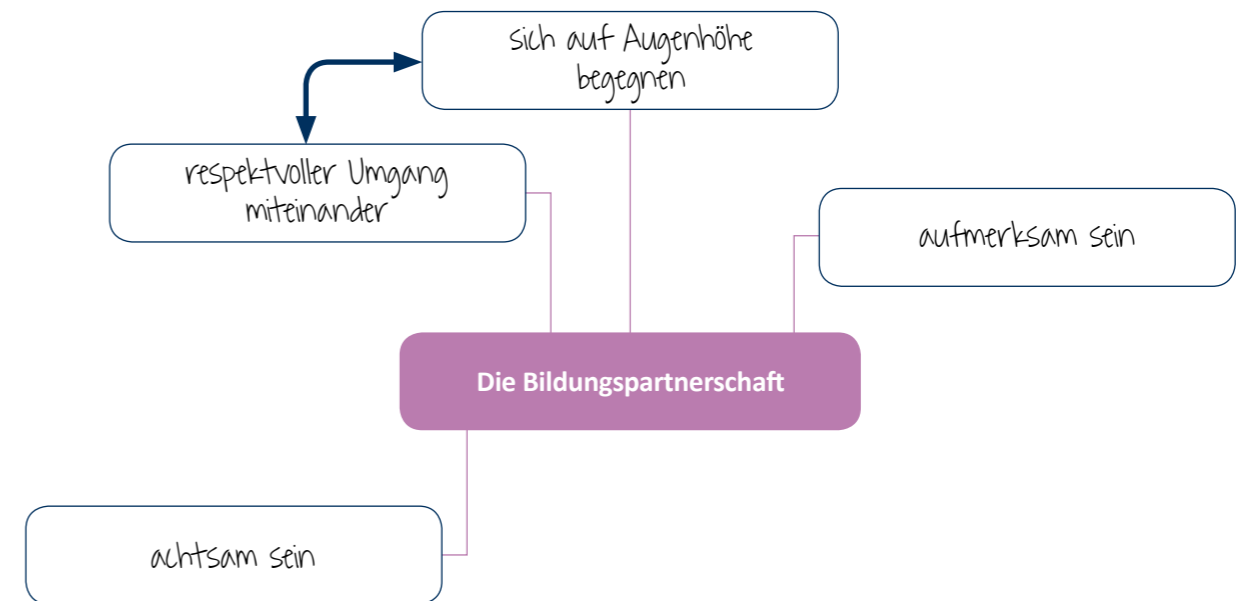 sich auf Augenhöhe
begegnen
respektvoller Umgang
miteinander
aufmerksam sein
Die Bildungspartnerschaft
achtsam sein